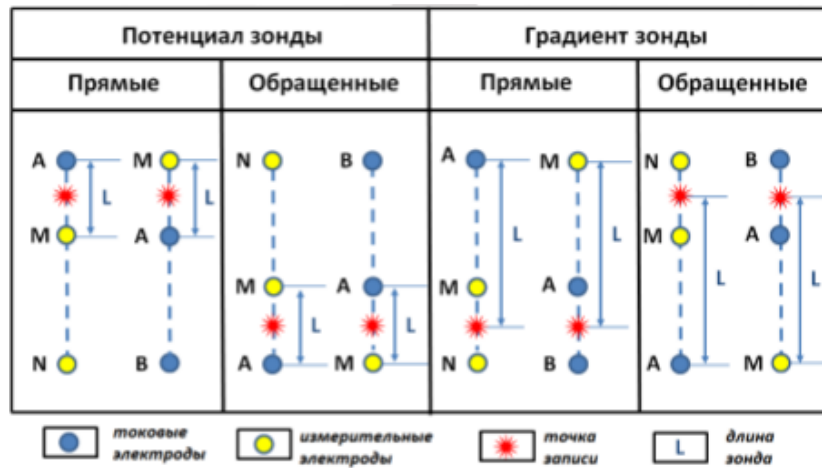 Потенциал зонды Градиент зонды
Прямые Обращенные Прямые Обращенные
A M N B A M N B
L L L L
M A M A
M A M A
L L L L
A M
N B N B A M
токовые электроды
измерительные электроды
точка записи
L
длина зонда